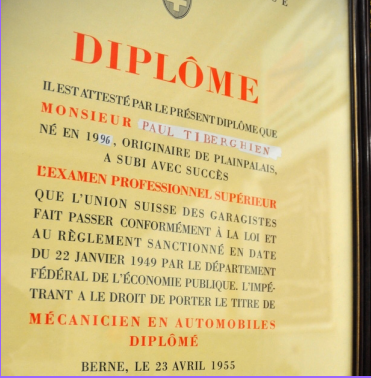 DIPLÔME
IL EST ATTESTÉ PAR LE PRÉSENT DIPLÔME QUE
MONSIEUR PAUL TIBERGHIEN
NÉ EN 1996, ORIGINAIRE DE PLAINPALAIS,
A SUBI AVEC SUCCÈS
L'EXAMEN PROFESSIONNEL SUPÉRIEUR
QUE L'UNION SUISSE DES GARAGISTES
FAIT PASSER CONFORMÉMENT À LA LOI ET
AU RÈGLEMENT SANCTIONNÉ EN DATE
DU 22 JANVIER 1949 PAR LE DÉPARTEMENT
FÉDÉRAL DE L'ÉCONOMIE PUBLIQUE. L'IMPÉ-
TRANT A LE DROIT DE PORTER LE TITRE DE
MÉCANICIEN EN AUTOMOBILES
DIPLÔMÉ
BERNE, LE 23 AVRIL 1955